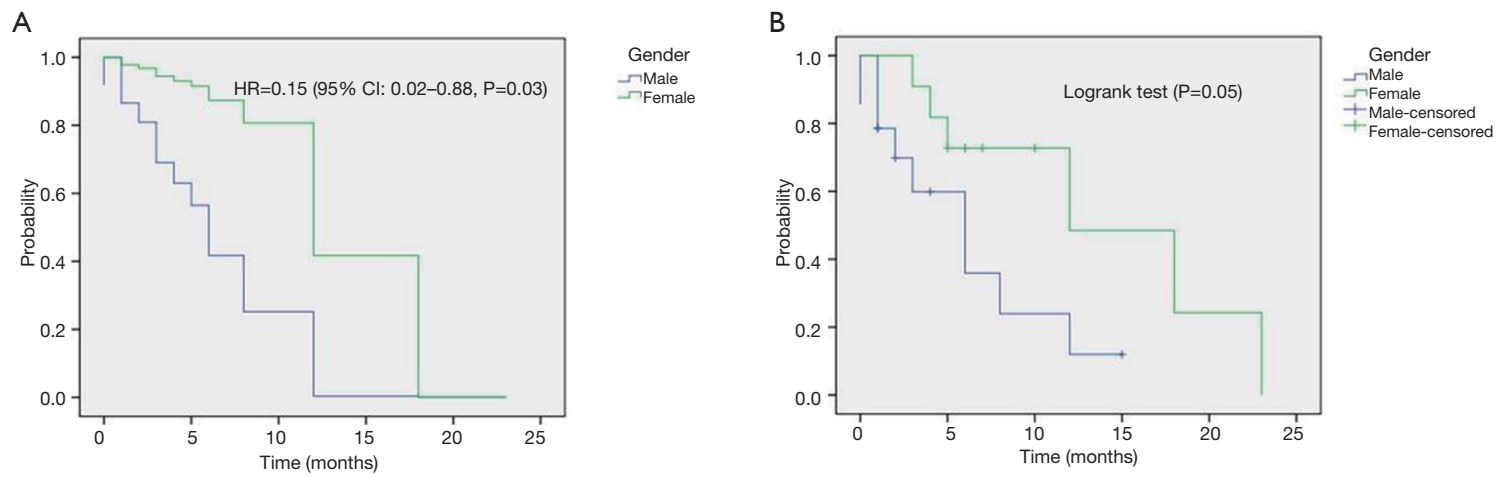 A
HR=0.15 (95% CI: 0.02–0.88, P=0.03)
Gender
Male
Female
Probability
1.0
0.8
0.6
0.4
0.2
0.0
0 5 10 15 20 25
Time (months)
B
Logrank test (P=0.05)
Gender
Male
Female
Male-censored
Female-censored
Probability
1.0
0.8
0.6
0.4
0.2
0.0
0 5 10 15 20 25
Time (months)